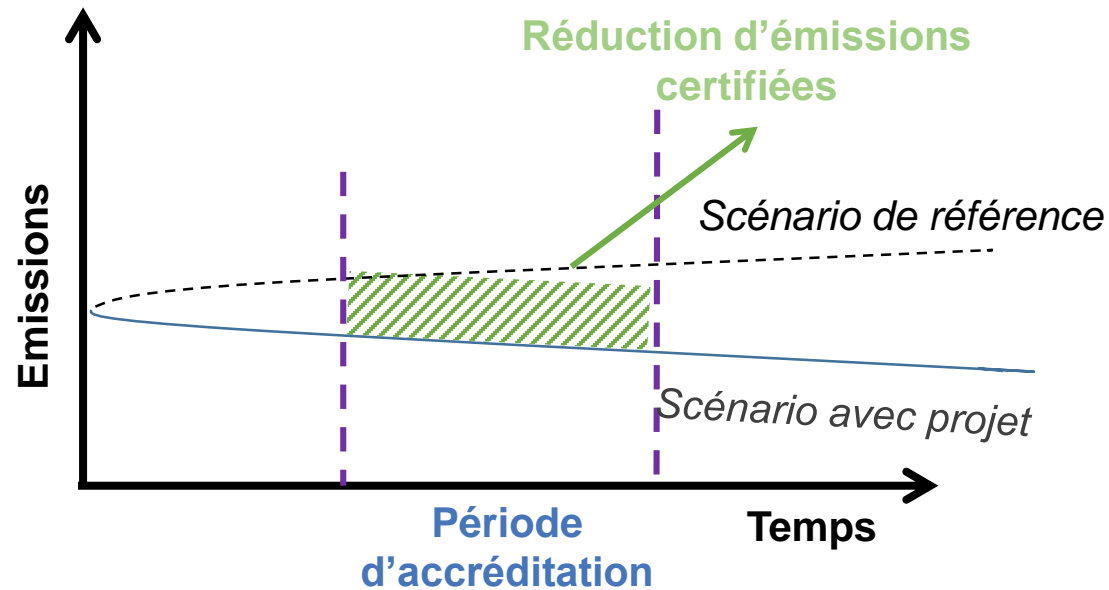 Réduction d’émissions
certifiées
Emissions
Scénario de référence
Scénario avec projet
Période
d’accréditation
Temps